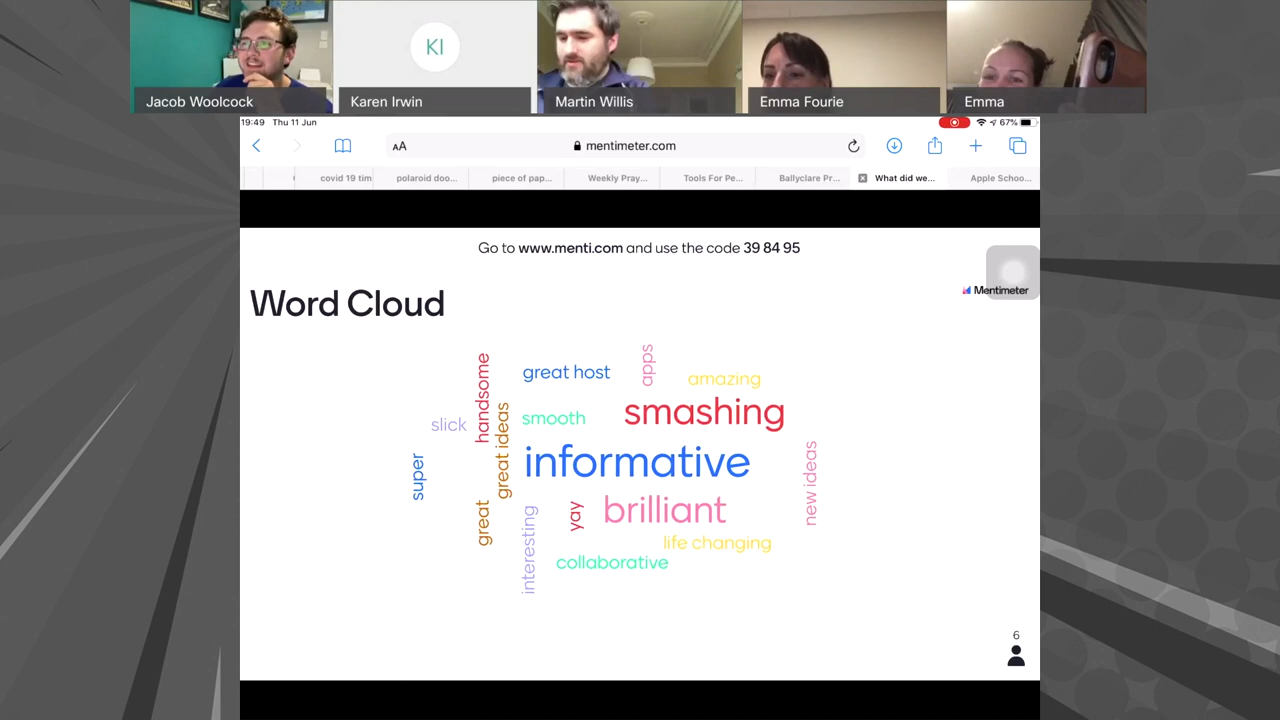 KI
Jacob Woolcock
Karen Irwin
Martin Willis
Emma Fourie
Emma
19:49 Thu 11 Jun
67%
AA
mentimeter.com
covid 19 tim
polaroid doo...
piece of pap...
Weekly Pray...
Tools For Pe...
Ballyclare Pr...
What did we...
Apple Schoo...
Go to www.menti.com and use the code 39 84 95
Mentimeter
Word Cloud
handsome
great host
apps
amazing
slick
great ideas
smooth
smashing
super
informative
new ideas
great
interesting
yay
brilliant
life changing
collaborative
6